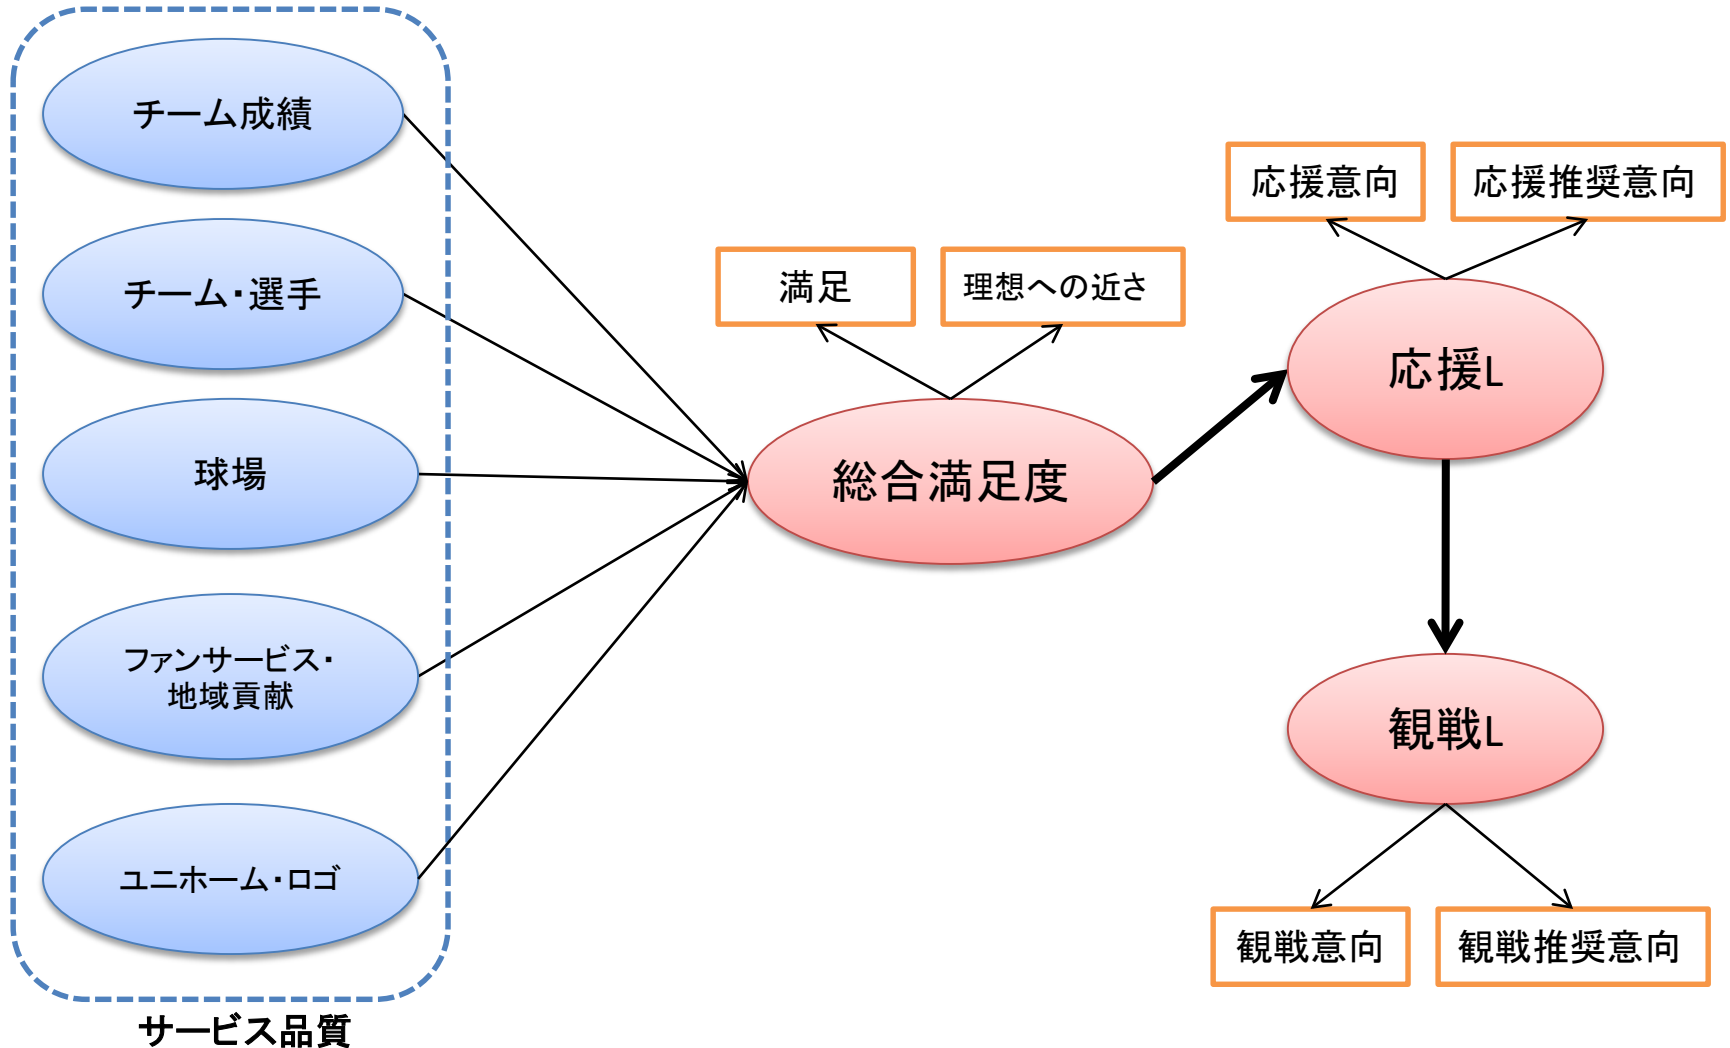 チーム成績
チーム・選手
球場
ファンサービス・
地域貢献
ユニホーム・ロゴ
サービス品質
満足
理想への近さ
総合満足度
応援意向
応援推奨意向
応援L
観戦L
観戦意向
観戦推奨意向